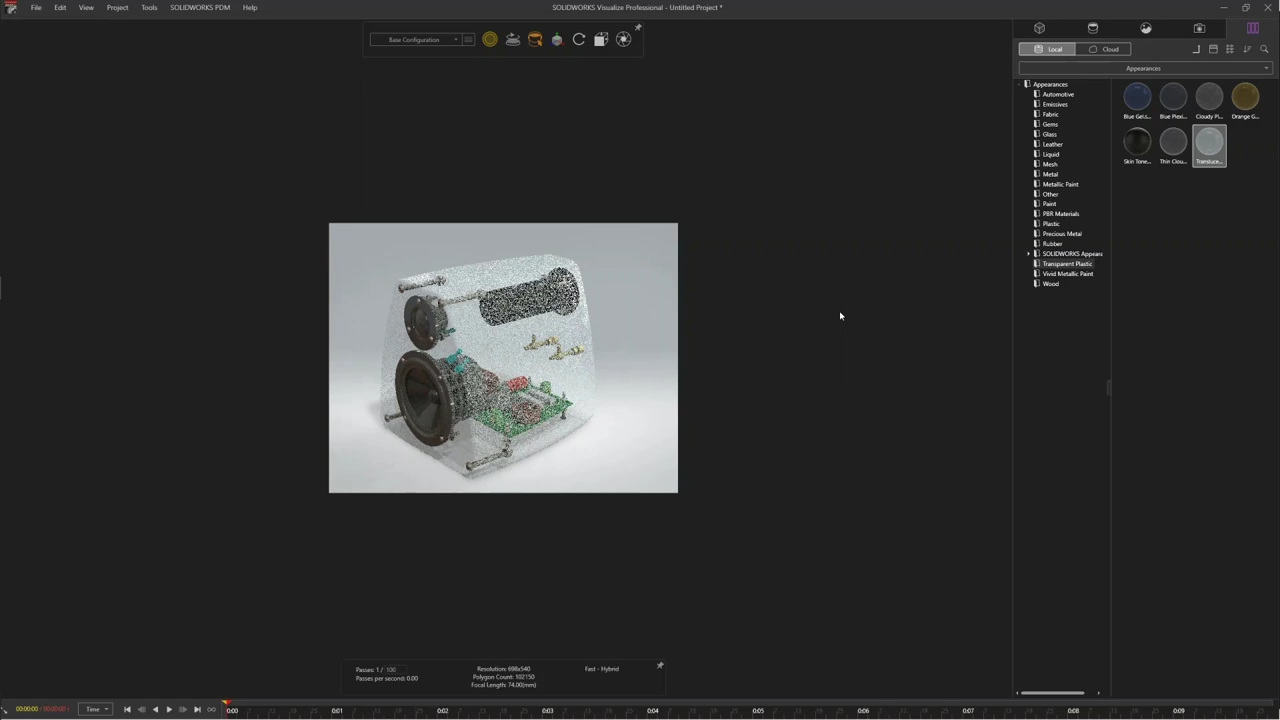 File Edit View Project Tools SOLIDWORKS PDM Help
SOLIDWORKS Visualize Professional - Untitled Project *
Base Configuration
Local
Cloud
Appearances
Appearances
Automotive
Emissives
Fabric
Gems
Glass
Leather
Liquid
Mesh
Metal
Metallic Paint
Other
Paint
PBR Materials
Plastic
Precious Metal
Rubber
SOLIDWORKS Appears
Transparent Plastic
Vivid Metallic Paint
Wood
Blue Gel.s... Blue Plexi... Cloudy Pl... Orange G...
Skin Tone... Thin Clou... Transluce...
Passes: 1 / 100
Passes per second: 0.00
Resolution: 698x540
Polygon Count: 102150
Focal Length: 74.00(mm)
Fast - Hybrid
00:00:00 /
Time
0:00 0:01 0:02 0:03 0:04 0:05 0:06 0:07 0:08 0:09